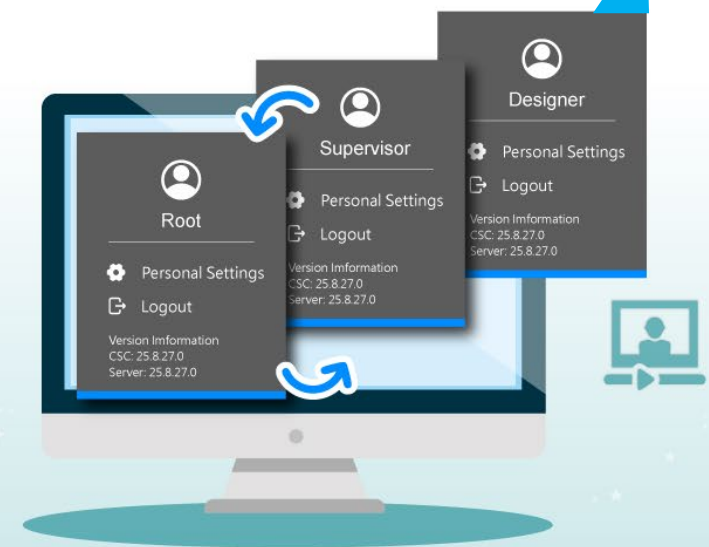 Designer
Personal Settings
Logout
Version Imformation
CSC: 25.8.27.0
Server: 25.8.27.0
Supervisor
Personal Settings
Logout
Version Imformation
CSC: 25.8.27.0
Server: 25.8.27.0
Root
Personal Settings
Logout
Version Imformation
CSC: 25.8.27.0
Server: 25.8.27.0